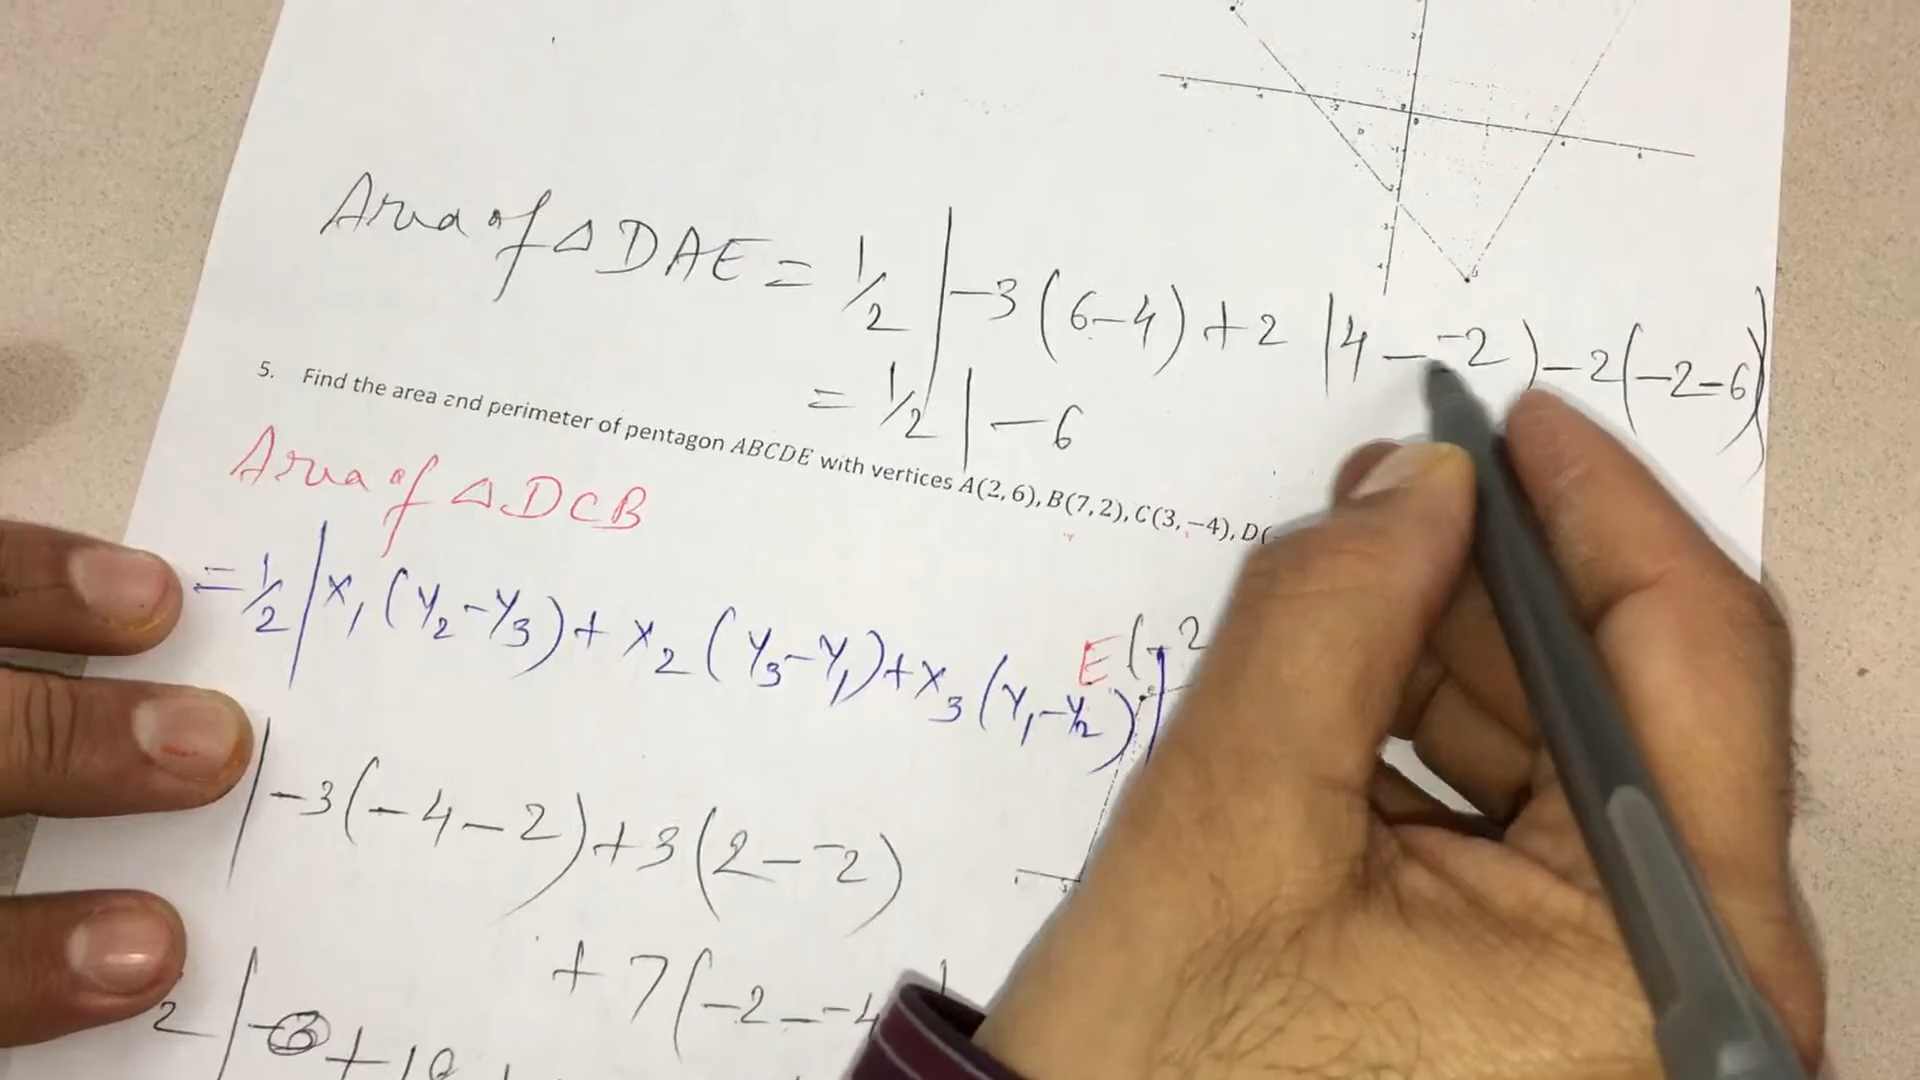 Area of △DAE = 1/2 |-3(6-4)+2|4--2)-2(-2-6)|
= 1/2 |-6
5. Find the area and perimeter of pentagon ABCDE with vertices A(2,6), B(7,2), C(3,−4), D(
Area of △DCB
= 1/2 |x₁(y₂-y₃)+x₂(y₃-y₁)+x₃(y₁-y₂)|
E(-2
|-3(-4-2)+3(2--2)
+7(-2--4
2|